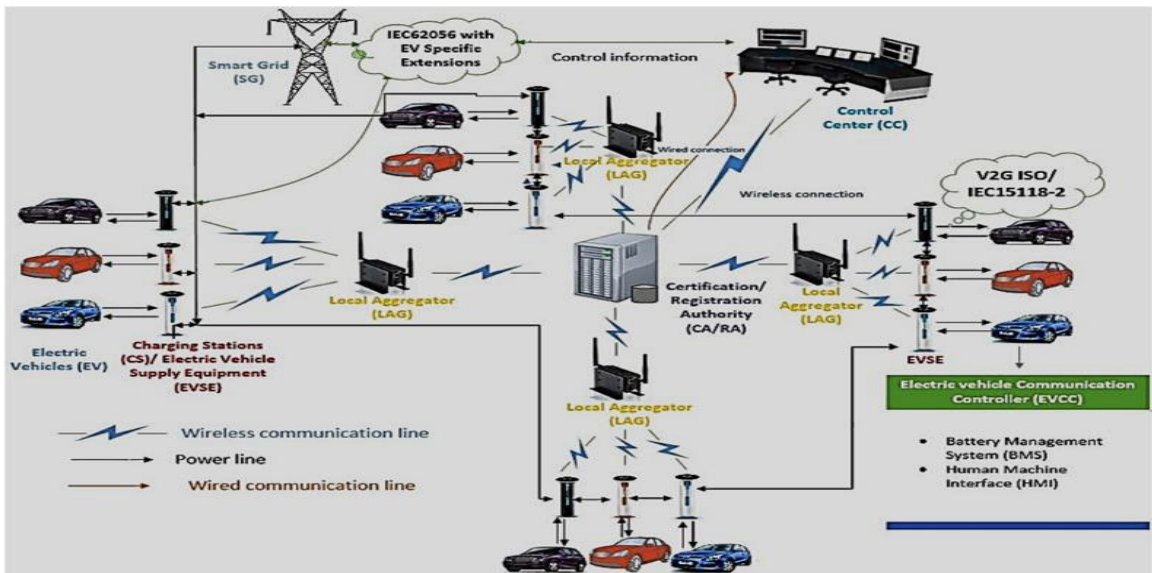 IEC62056 with
EV Specific
Extensions
Smart Grid
(SG)
Control information
Control
Center (CC)
Wired connection
Local Aggregator
(LAG)
Wireless connection
V2G ISO/
IEC15118-2
Local Aggregator
(LAG)
Certification/
Registration
Authority
(CA/RA)
Local
Aggregator
(LAG)
Electric
Vehicles (EV)
Charging Stations
(CS)/ Electric Vehicle
Supply Equipment
(EVSE)
EVSE
Local Aggregator
(LAG)
Electric vehicle Communication
Controller (EVCC)
• Battery Management
System (BMS)
• Human Machine
Interface (HMI)
Wireless communication line
Power line
Wired communication line